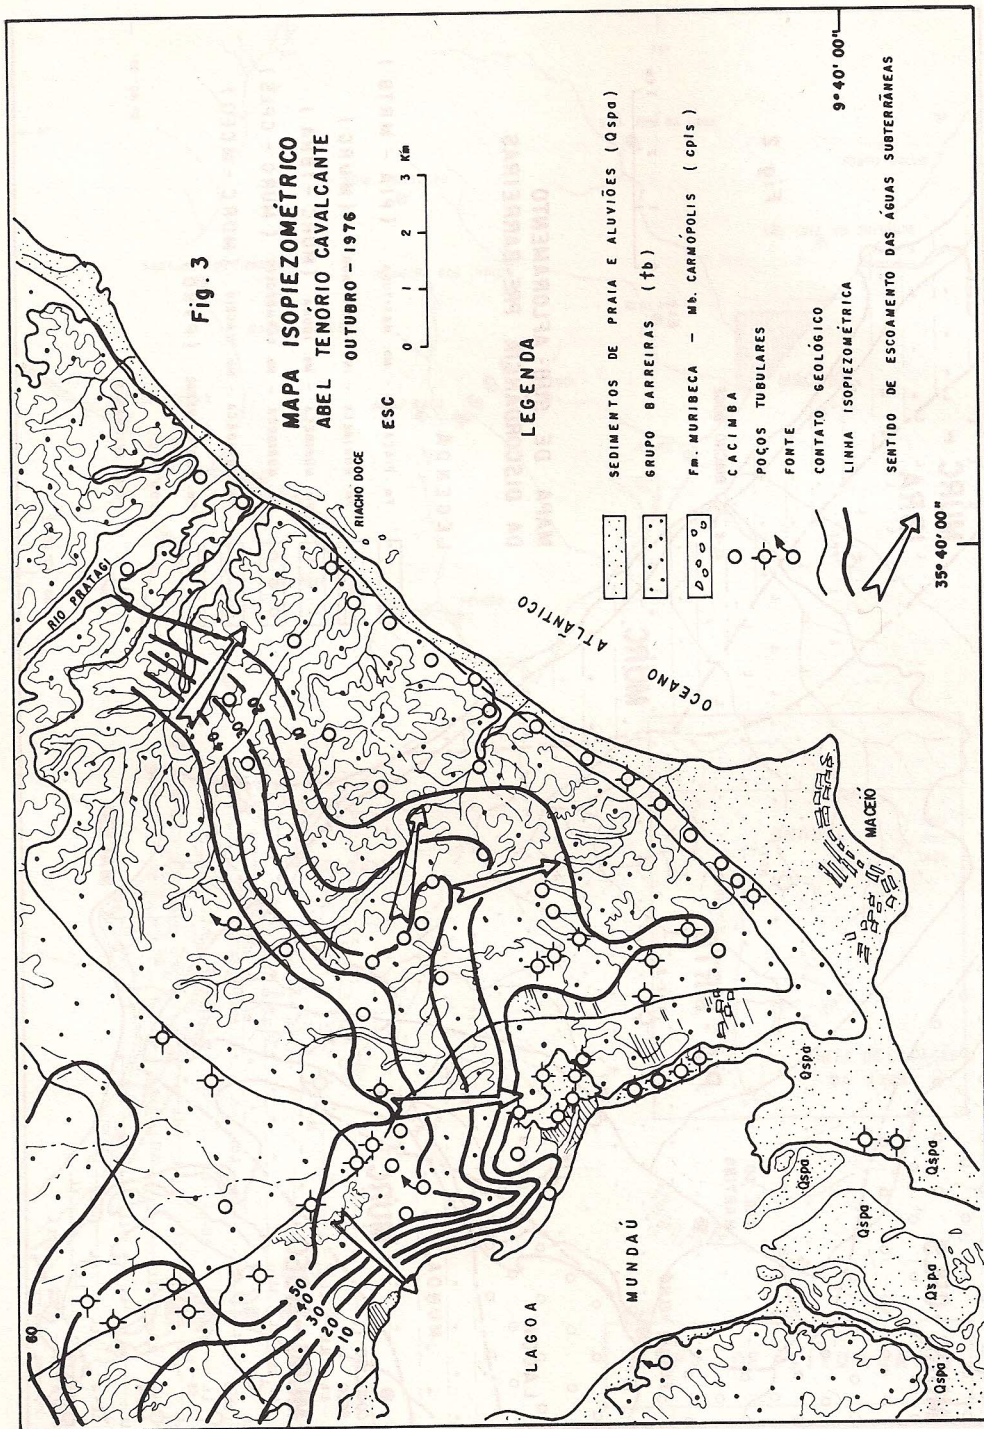 Fig. 3
MAPA ISOPIEZOMÉTRICO
ABEL TENÓRIO CAVALCANTE
OUTUBRO - 1976
ESC
0 1 2 3 Km
LEGENDA
SEDIMENTOS DE PRAIA E ALUVIÕES (Qspa)
GRUPO BARREIRAS (tb)
Fm. MURIBECA — Mb. CARMÓPOLIS (cpls)
CACIMBA
POÇOS TUBULARES
FONTE
CONTATO GEOLÓGICO
LINHA ISOPIEZOMÉTRICA
SENTIDO DE ESCOAMENTO DAS ÁGUAS SUBTERRÂNEAS
9° 40' 00"
35° 40' 00"
RIO PRATAGI
RIACHO DOCE
OCEANO ATLÂNTICO
MACEIÓ
LAGOA MUNDAÚ
Qspa
Qspa
Qspa
Qspa
Qspa
Qspa
60
50
40
30
20
10
40
30
20
10